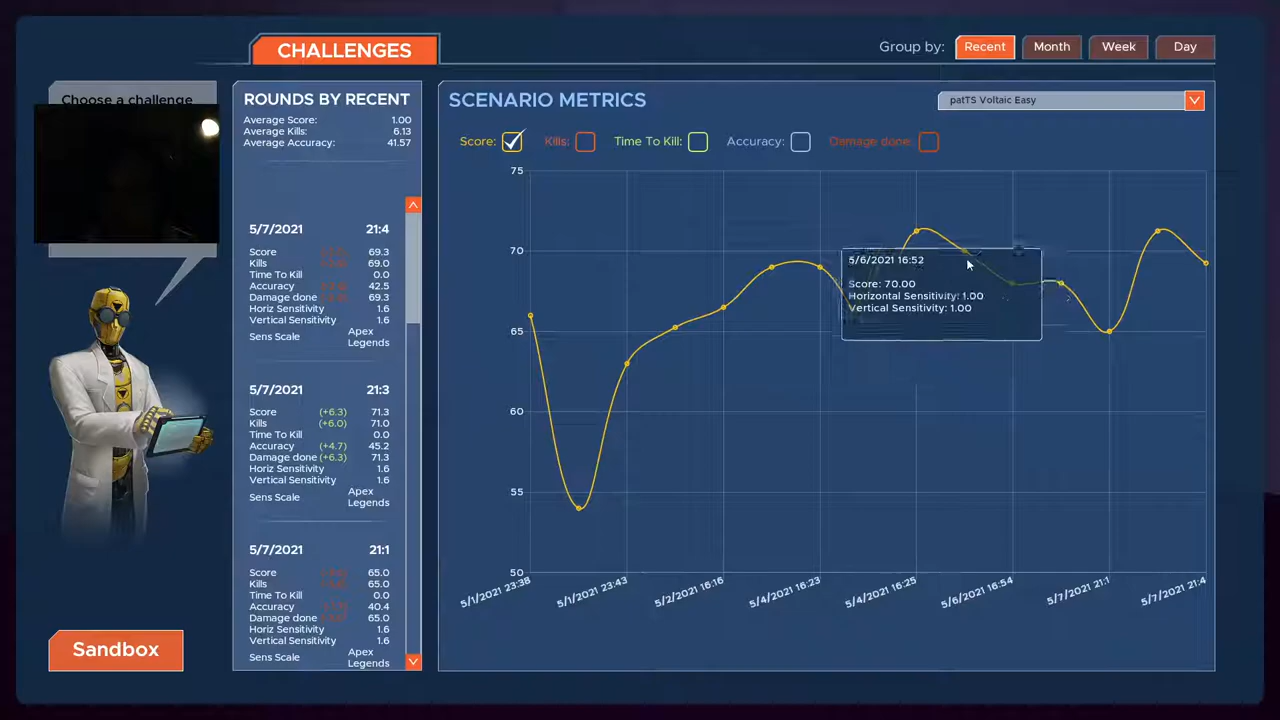 CHALLENGES
Group by:
Recent
Month
Week
Day
Choose a challenge
ROUNDS BY RECENT
Average Score: 1.00
Average Kills: 6.13
Average Accuracy: 41.57
5/7/2021 21:4
Score 69.3
Kills 69.0
Time To Kill 0.0
Accuracy 42.5
Damage done 69.3
Horiz Sensitivity 1.6
Vertical Sensitivity 1.6
Sens Scale Apex Legends
5/7/2021 21:3
Score (+6.3) 71.3
Kills (+6.0) 71.0
Time To Kill 0.0
Accuracy (+4.7) 45.2
Damage done (+6.3) 71.3
Horiz Sensitivity 1.6
Vertical Sensitivity 1.6
Sens Scale Apex Legends
5/7/2021 21:1
Score 65.0
Kills 65.0
Time To Kill 0.0
Accuracy 40.4
Damage done 65.0
Horiz Sensitivity 1.6
Vertical Sensitivity 1.6
Sens Scale Apex Legends
SCENARIO METRICS
patTS Voltaic Easy
Score:
Kills:
Time To Kill:
Accuracy:
Damage done:
75
70
65
60
55
50
5/6/2021 16:52
Score: 70.00
Horizontal Sensitivity: 1.00
Vertical Sensitivity: 1.00
5/1/2021 23:38
5/1/2021 23:43
5/2/2021 16:16
5/4/2021 16:23
5/4/2021 16:25
5/6/2021 16:54
5/7/2021 21:1
5/7/2021 21:4
Sandbox